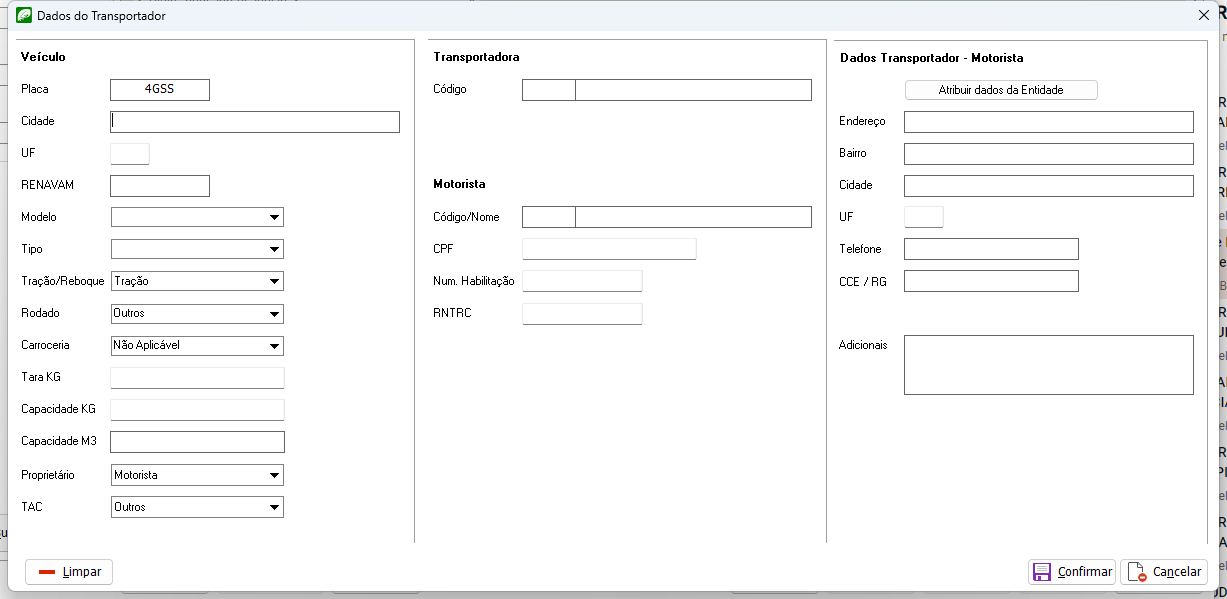 Dados do Transportador
Veículo
Placa 4GSS
Cidade
UF
RENAVAM
Modelo
Tipo
Tração/Reboque Tração
Rodado Outros
Carroceria Não Aplicável
Tara KG
Capacidade KG
Capacidade M3
Proprietário Motorista
TAC Outros
Transportadora
Código
Motorista
Código/Nome
CPF
Num. Habilitação
RNTRC
Dados Transportador - Motorista
Atribuir dados da Entidade
Endereço
Bairro
Cidade
UF
Telefone
CCE / RG
Adicionais
Limpar
Confirmar
Cancelar